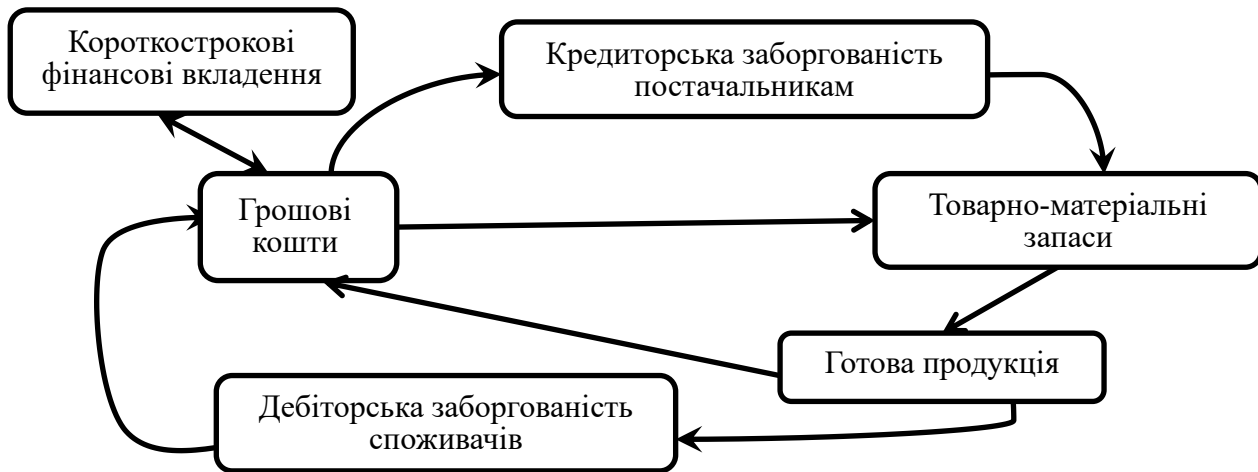 Короткострокові
фінансові вкладення
Кредиторська заборгованість
постачальникам
Грошові
кошти
Товарно-матеріальні
запаси
Готова продукція
Дебіторська заборгованість
споживачів